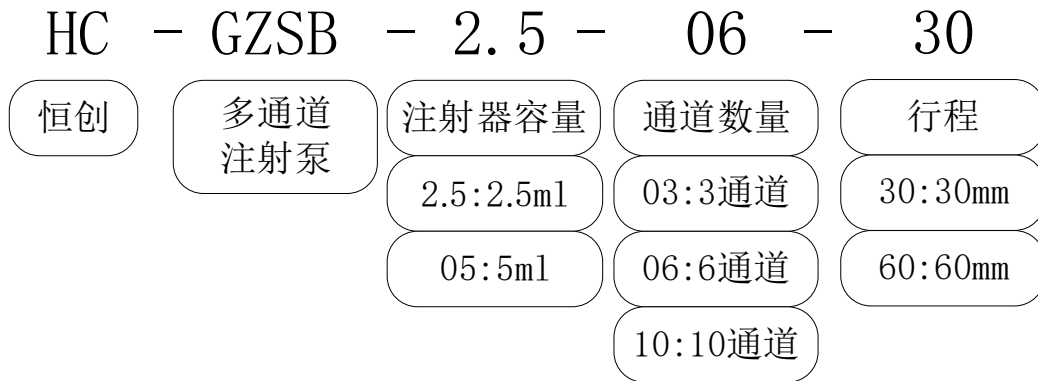 HC - GZSB - 2.5 - 06 - 30
恒创
多通道
注射泵
注射器容量
2.5:2.5ml
05:5ml
通道数量
03:3通道
06:6通道
10:10通道
行程
30:30mm
60:60mm